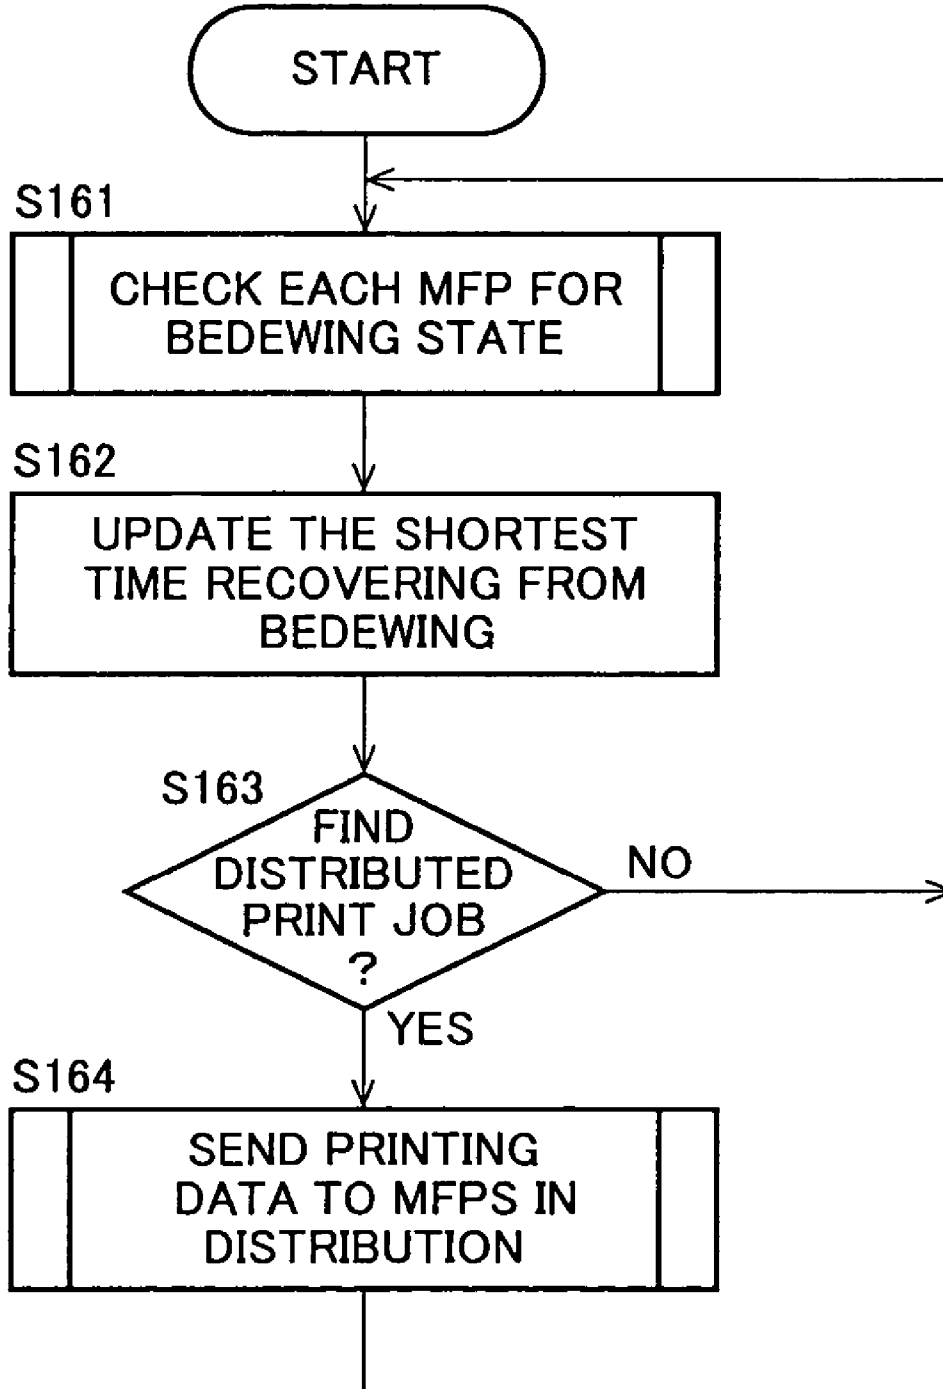 START
S161
CHECK EACH MFP FOR
BEDEWING STATE
S162
UPDATE THE SHORTEST
TIME RECOVERING FROM
BEDEWING
S163
FIND
DISTRIBUTED
PRINT JOB
?
NO
YES
S164
SEND PRINTING
DATA TO MFPS IN
DISTRIBUTION